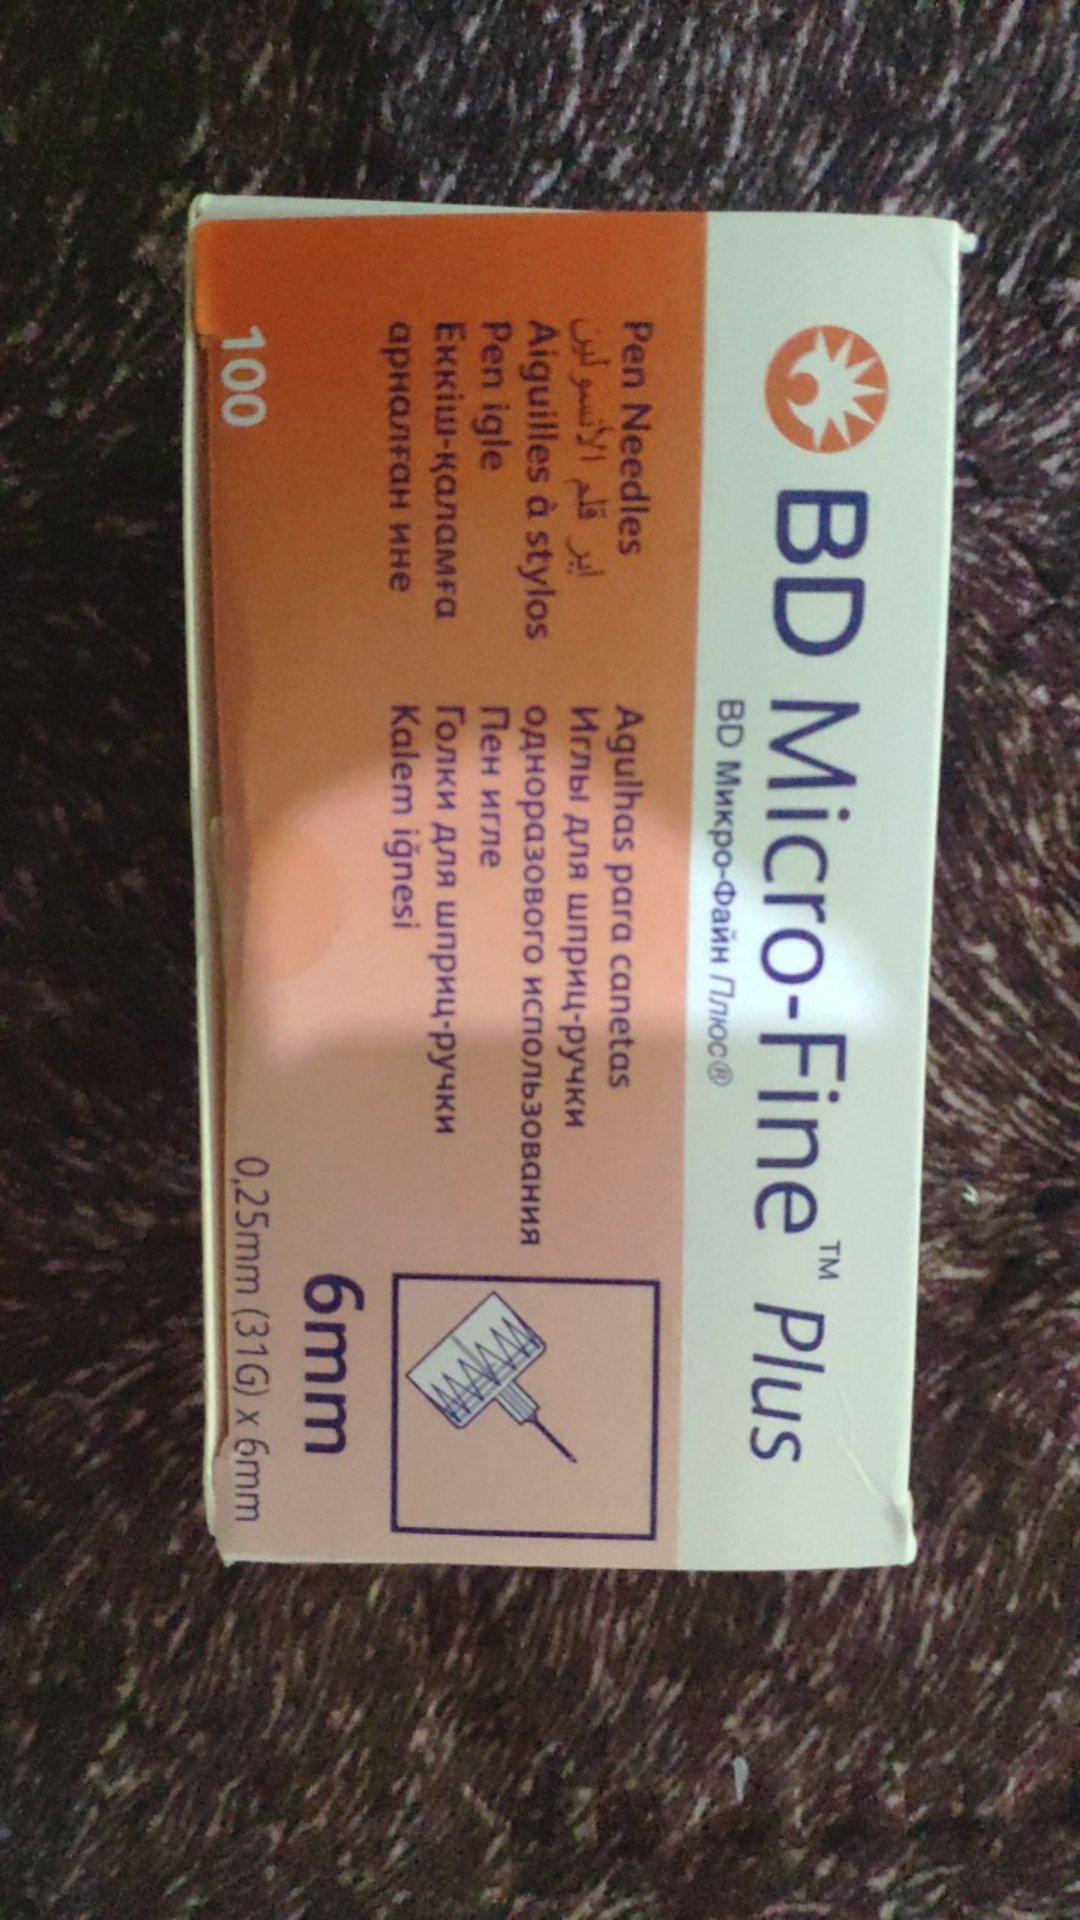 BD Micro-Fine™ Plus
BD Микро-Файн Плюс®
Pen Needles
ابر قلم الأنسولين
Aiguilles à stylos
Pen igle
Еккіш-қаламға
арналған ине
Agulhas para canetas
Иглы для шприц-ручки
одноразового использования
Пен игле
Голки для шприц-ручки
Kalem iğnesi
6mm
100
0,25mm (31G) x 6mm